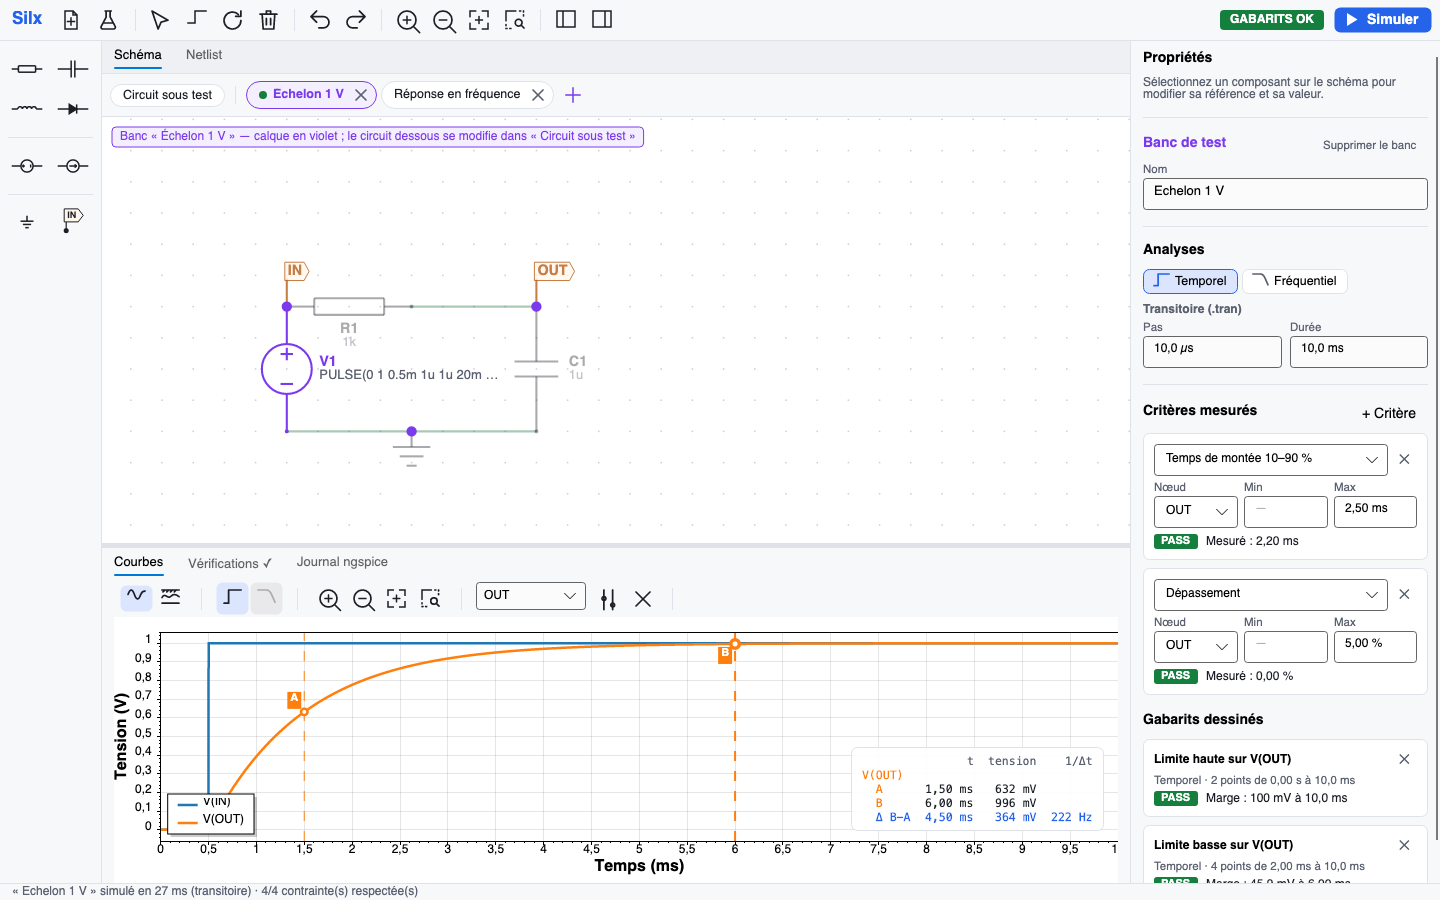 Silx
GABARITS OK
Simuler
Schéma
Netlist
Circuit sous test
Echelon 1 V
Réponse en fréquence
Banc « Échelon 1 V » — calque en violet ; le circuit dessous se modifie dans « Circuit sous test »
IN
IN
OUT
R1
1k
V1
PULSE(0 1 0.5m 1u 1u 20m ...
C1
1u
Propriétés
Sélectionnez un composant sur le schéma pour
modifier sa référence et sa valeur.
Banc de test
Supprimer le banc
Nom
Echelon 1 V
Analyses
Temporel
Fréquentiel
Transitoire (.tran)
Pas
Durée
10,0 µs
10,0 ms
Critères mesurés
+ Critère
Temps de montée 10–90 %
Nœud
Min
Max
OUT
—
2,50 ms
PASS
Mesuré : 2,20 ms
Dépassement
Nœud
Min
Max
OUT
—
5,00 %
PASS
Mesuré : 0,00 %
Gabarits dessinés
Limite haute sur V(OUT)
Temporel · 2 points de 0,00 s à 10,0 ms
PASS
Marge : 100 mV à 10,0 ms
Limite basse sur V(OUT)
Temporel · 4 points de 2,00 ms à 10,0 ms
PASS
Marge : 45,0 mV à 6,00 ms
Courbes
Vérifications ✓
Journal ngspice
OUT
Tension (V)
1
0,9
0,8
0,7
0,6
0,5
0,4
0,3
0,2
0,1
0
A
B
V(IN)
V(OUT)
t tension 1/Δt
V(OUT)
A 1,50 ms 632 mV
B 6,00 ms 996 mV
Δ B−A 4,50 ms 364 mV 222 Hz
0 0,5 1 1,5 2 2,5 3 3,5 4 4,5 5 5,5 6 6,5 7 7,5 8 8,5 9 9,5 1
Temps (ms)
« Echelon 1 V » simulé en 27 ms (transitoire) · 4/4 contrainte(s) respectée(s)